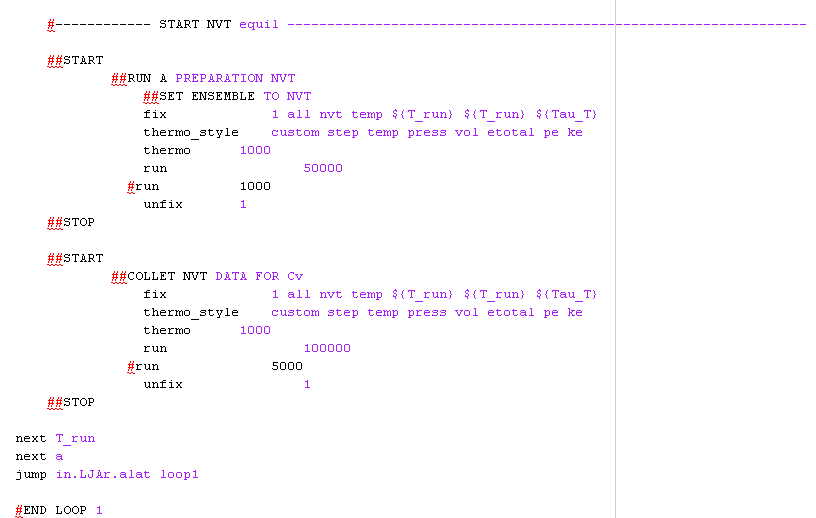 #------------ START NVT equil -----------------------------------------------------------------
##START
##RUN A PREPARATION NVT
##SET ENSEMBLE TO NVT
fix 1 all nvt temp ${T_run} ${T_run} ${Tau_T}
thermo_style custom step temp press vol etotal pe ke
thermo 1000
run 50000
#run 1000
unfix 1
##STOP
##START
##COLLET NVT DATA FOR Cv
fix 1 all nvt temp ${T_run} ${T_run} ${Tau_T}
thermo_style custom step temp press vol etotal pe ke
thermo 1000
run 100000
#run 5000
unfix 1
##STOP
next T_run
next a
jump in.LJAr.alat loop1
#END LOOP 1